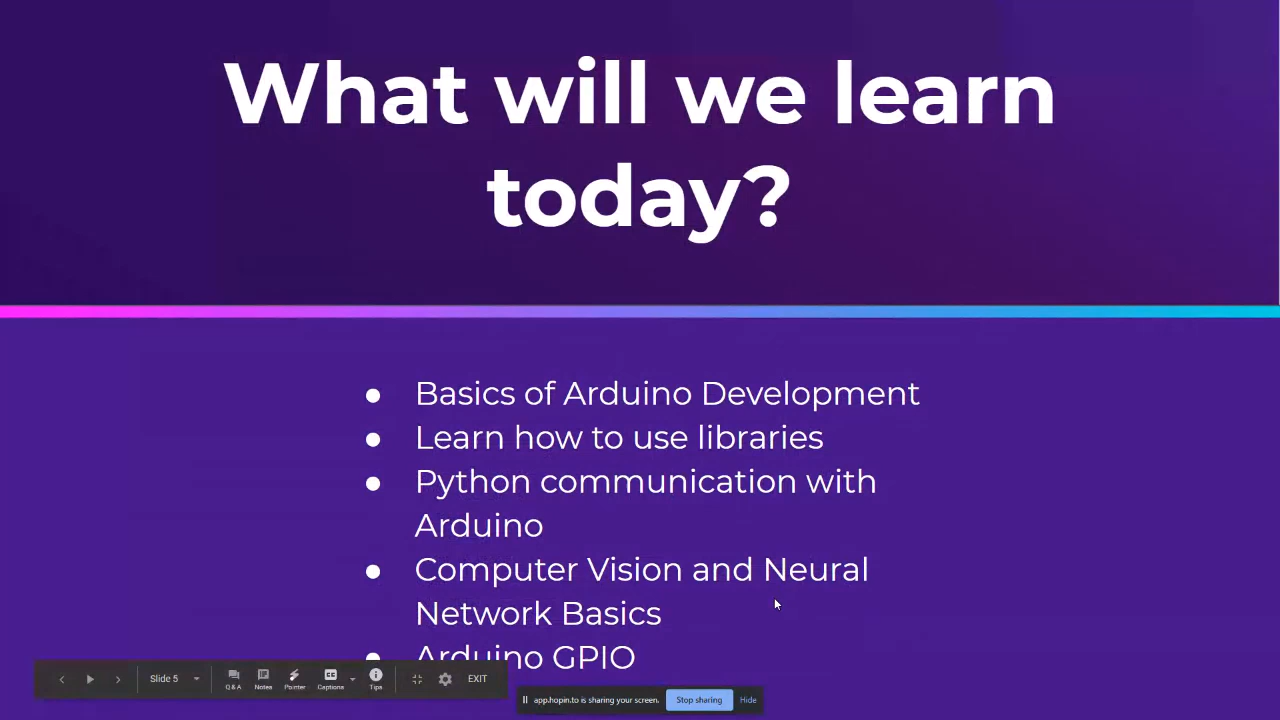 What will we learn
today?
● Basics of Arduino Development
● Learn how to use libraries
● Python communication with
Arduino
● Computer Vision and Neural
Network Basics
● Arduino GPIO
Slide 5 Q & A Notes Pointer Captions Tips EXIT
app.hopin.to is sharing your screen. Stop sharing Hide